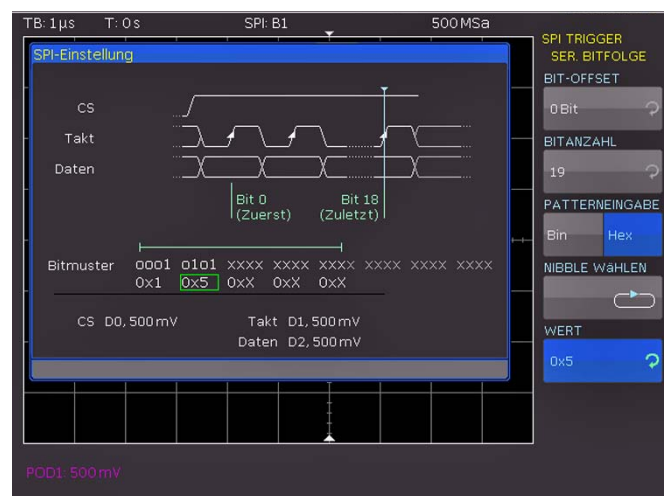 TB: 1µs T: 0 s SPI: B1 500 MSa
SPI TRIGGER
SER. BITFOLGE
SPI-Einstellung
BIT-OFFSET
0 Bit
CS
Takt
Daten
BITANZAHL
19
Bit 0
(Zuerst)
Bit 18
(Zuletzt)
PATTERNEINGABE
Bin Hex
Bitmuster 0001 0101 XXXX XXXX XXXX XXXX XXXX XXXX
0x1 0x5 0xX 0xX 0xX
NIBBLE WäHLEN
CS D0, 500 mV Takt D1, 500 mV
Daten D2, 500 mV
WERT
0x5
POD1: 500 mV